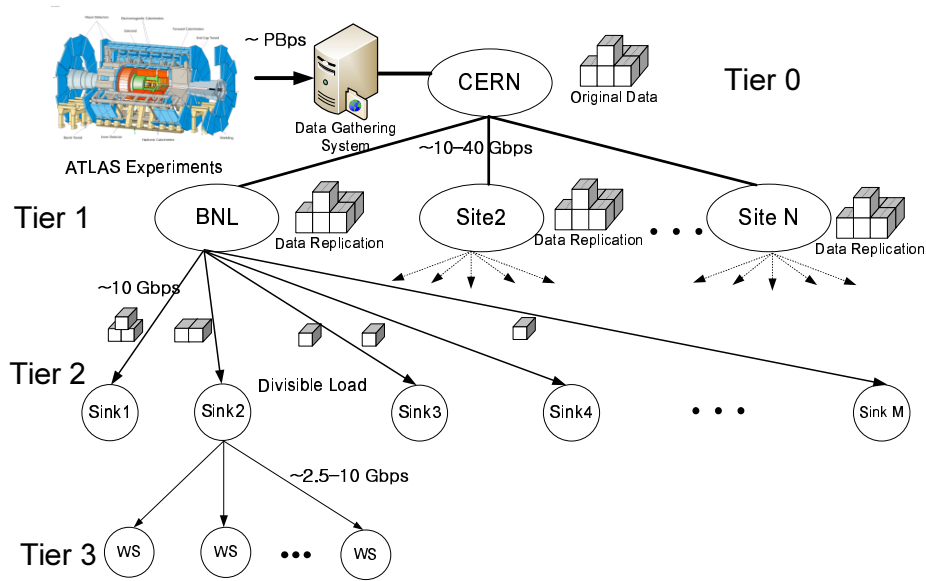 ~ PBps
CERN
Original Data
Tier 0
Data Gathering
System
ATLAS Experiments
~10–40 Gbps
Tier 1
BNL
Data Replication
Site2
Data Replication
Site N
Data Replication
~10 Gbps
Tier 2
Divisible Load
Sink1
Sink2
Sink3
Sink4
Sink M
~2.5–10 Gbps
Tier 3
WS
WS
WS